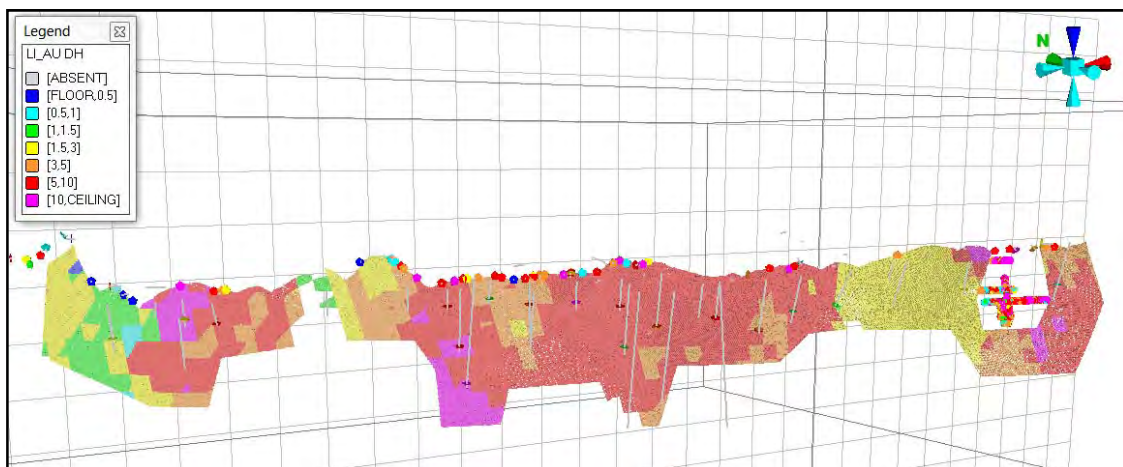 Legend
LI_AU DH
[ABSENT]
[FLOOR,0.5]
[0.5,1]
[1,1.5]
[1.5,3]
[3,5]
[5,10]
[10,CEILING]
N